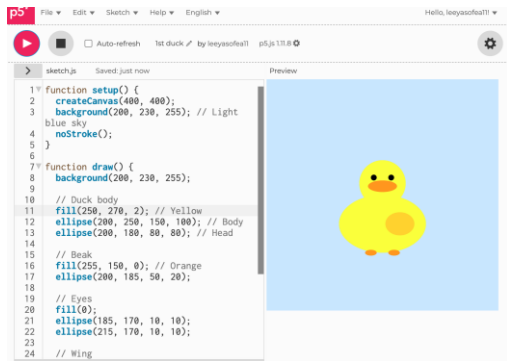 p5* File ▾ Edit ▾ Sketch ▾ Help ▾ English ▾ Hello, leeyasofea11! ▾
Auto-refresh 1st duck by leeyasofea11 p5.js 1.11.8
> sketch.js Saved: just now Preview
1 function setup() {
2 createCanvas(400, 400);
3 background(200, 230, 255); // Light
blue sky
4 noStroke();
5 }
6
7 function draw() {
8 background(200, 230, 255);
9
10 // Duck body
11 fill(250, 270, 2); // Yellow
12 ellipse(200, 250, 150, 100); // Body
13 ellipse(200, 180, 80, 80); // Head
14
15 // Beak
16 fill(255, 150, 0); // Orange
17 ellipse(200, 185, 50, 20);
18
19 // Eyes
20 fill(0);
21 ellipse(185, 170, 10, 10);
22 ellipse(215, 170, 10, 10);
23
24 // Wing